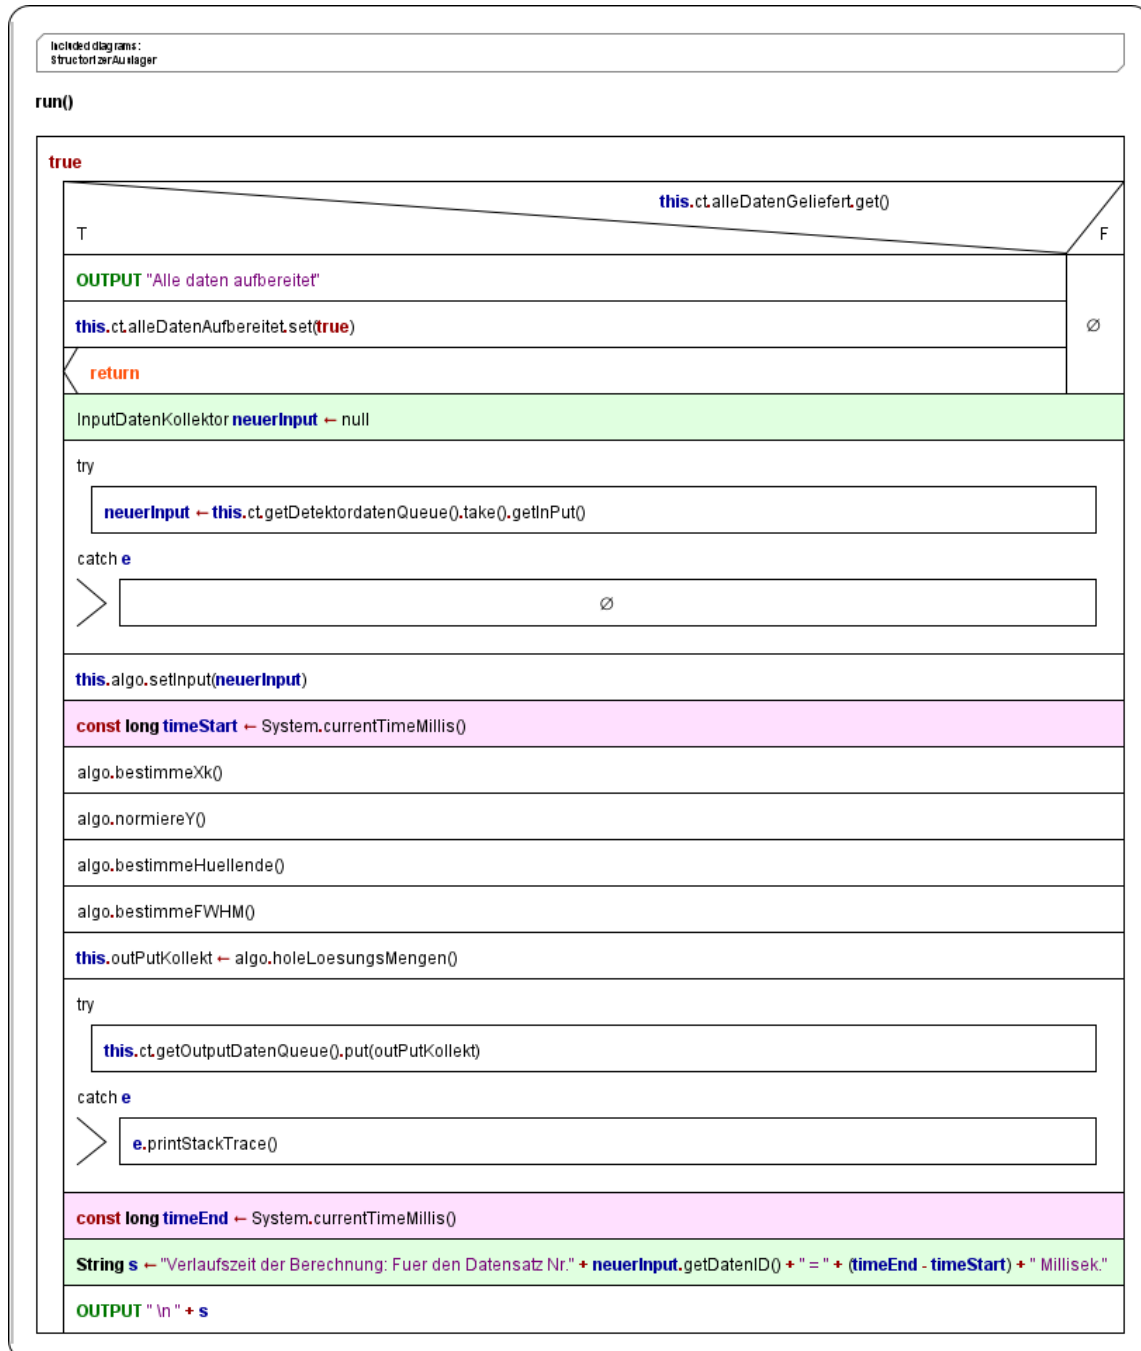 Included diagrams:
StructorizerAuslager
run()
true
this.ct.alleDatenGeliefert.get()
T
F
OUTPUT "Alle daten aufbereitet"
this.ct.alleDatenAufbereitet.set(true)
∅
return
InputDatenKollektor neuerInput ← null
try
neuerInput ← this.ct.getDetektordatenQueue().take().getInPut()
catch e
∅
this.algo.setInput(neuerInput)
const long timeStart ← System.currentTimeMillis()
algo.bestimmeXk()
algo.normiereY()
algo.bestimmeHuellende()
algo.bestimmeFWHM()
this.outPutKollekt ← algo.holeLoesungsMengen()
try
this.ct.getOutputDatenQueue().put(outPutKollekt)
catch e
e.printStackTrace()
const long timeEnd ← System.currentTimeMillis()
String s ← "Verlaufszeit der Berechnung: Fuer den Datensatz Nr." + neuerInput.getDatenID() + " = " + (timeEnd - timeStart) + " Millisek."
OUTPUT " \n " + s